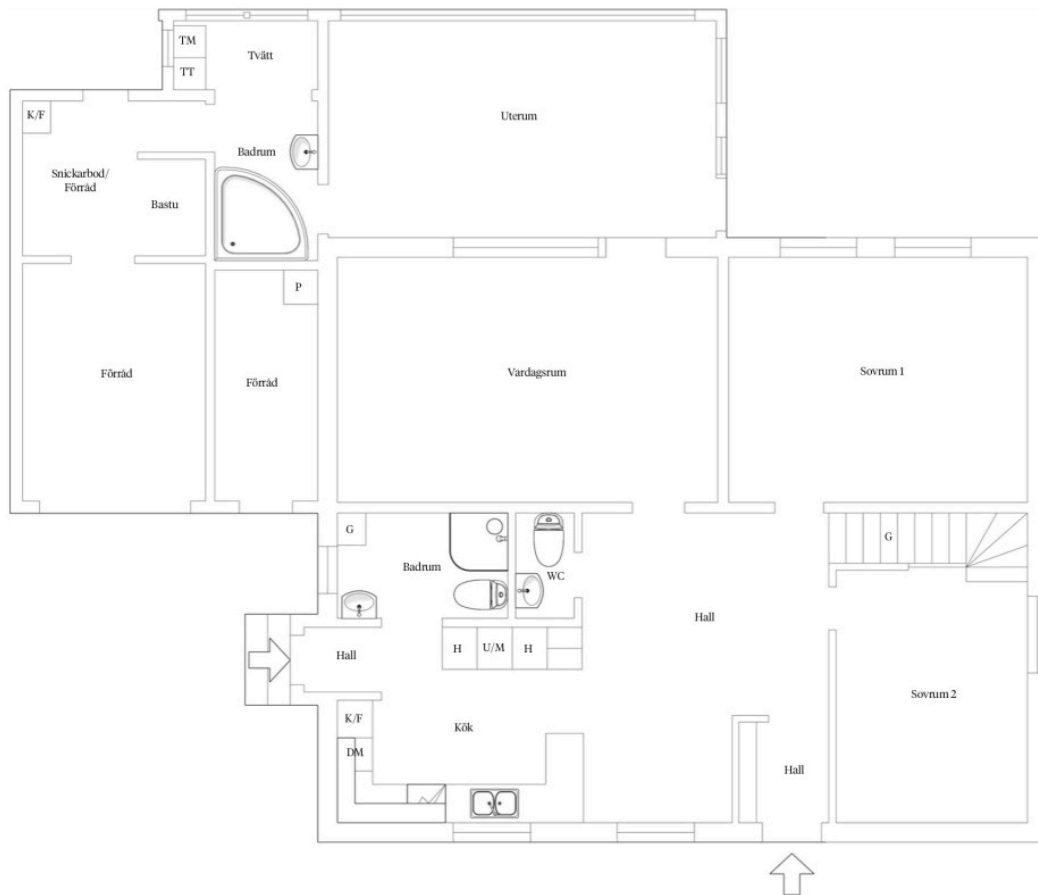 TM
Tvätt
TT
K/F
Uterum
Badrum
Snickarbod/
Förråd
Bastu
P
Förråd
Förråd
Vardagsrum
Sovrum 1
G
G
Badrum
WC
Hall
Hall
H
U/M
H
Sovrum 2
K/F
Kök
DM
Hall